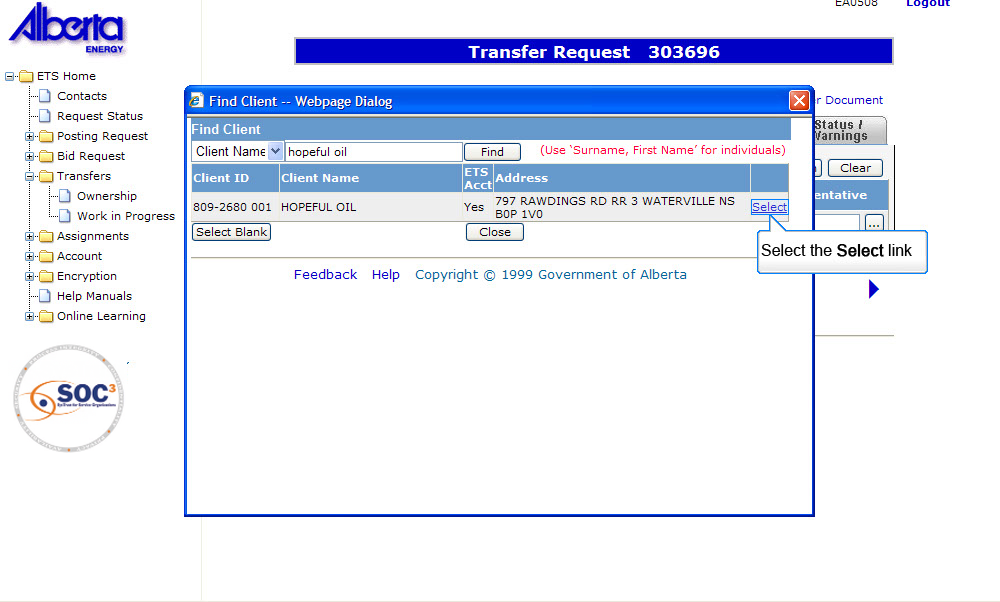 Alberta
ENERGY
EA0508 Logout
Transfer Request 303696
ETS Home
Contacts
Request Status
Posting Request
Bid Request
Transfers
Ownership
Work in Progress
Assignments
Account
Encryption
Help Manuals
Online Learning
SOC3
r Document
Status /
Warnings
Clear
entative
...
Find Client -- Webpage Dialog
Find Client
Client Name hopeful oil Find (Use `Surname, First Name' for individuals)
Client ID Client Name ETS Acct Address
809-2680 001 HOPEFUL OIL Yes 797 RAWDINGS RD RR 3 WATERVILLE NS
B0P 1V0 Select
Select Blank Close
Select the Select link
Feedback Help Copyright © 1999 Government of Alberta